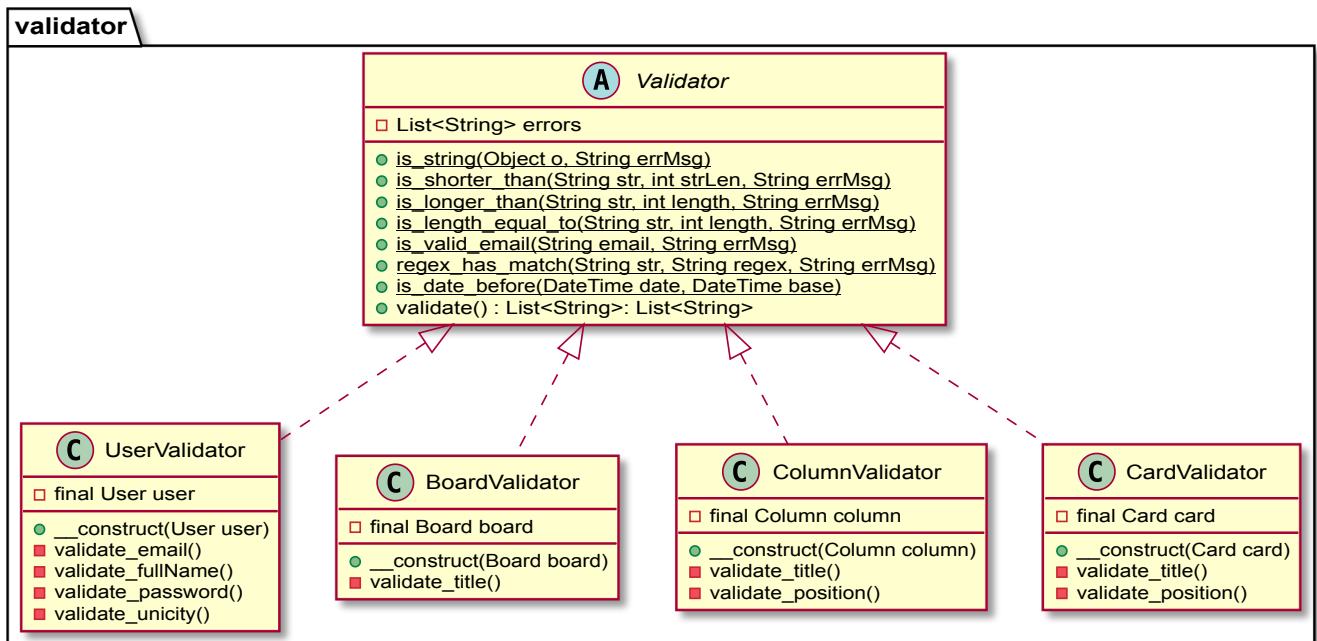 validator
A Validator
List<String> errors
is_string(Object o, String errMsg)
is_shorter_than(String str, int strLen, String errMsg)
is_longer_than(String str, int length, String errMsg)
is_length_equal_to(String str, int length, String errMsg)
is_valid_email(String email, String errMsg)
regex_has_match(String str, String regex, String errMsg)
is_date_before(DateTime date, DateTime base)
validate() : List<String>: List<String>
C UserValidator
final User user
__construct(User user)
validate_email()
validate_fullName()
validate_password()
validate_unicity()
C BoardValidator
final Board board
__construct(Board board)
validate_title()
C ColumnValidator
final Column column
__construct(Column column)
validate_title()
validate_position()
C CardValidator
final Card card
__construct(Card card)
validate_title()
validate_position()